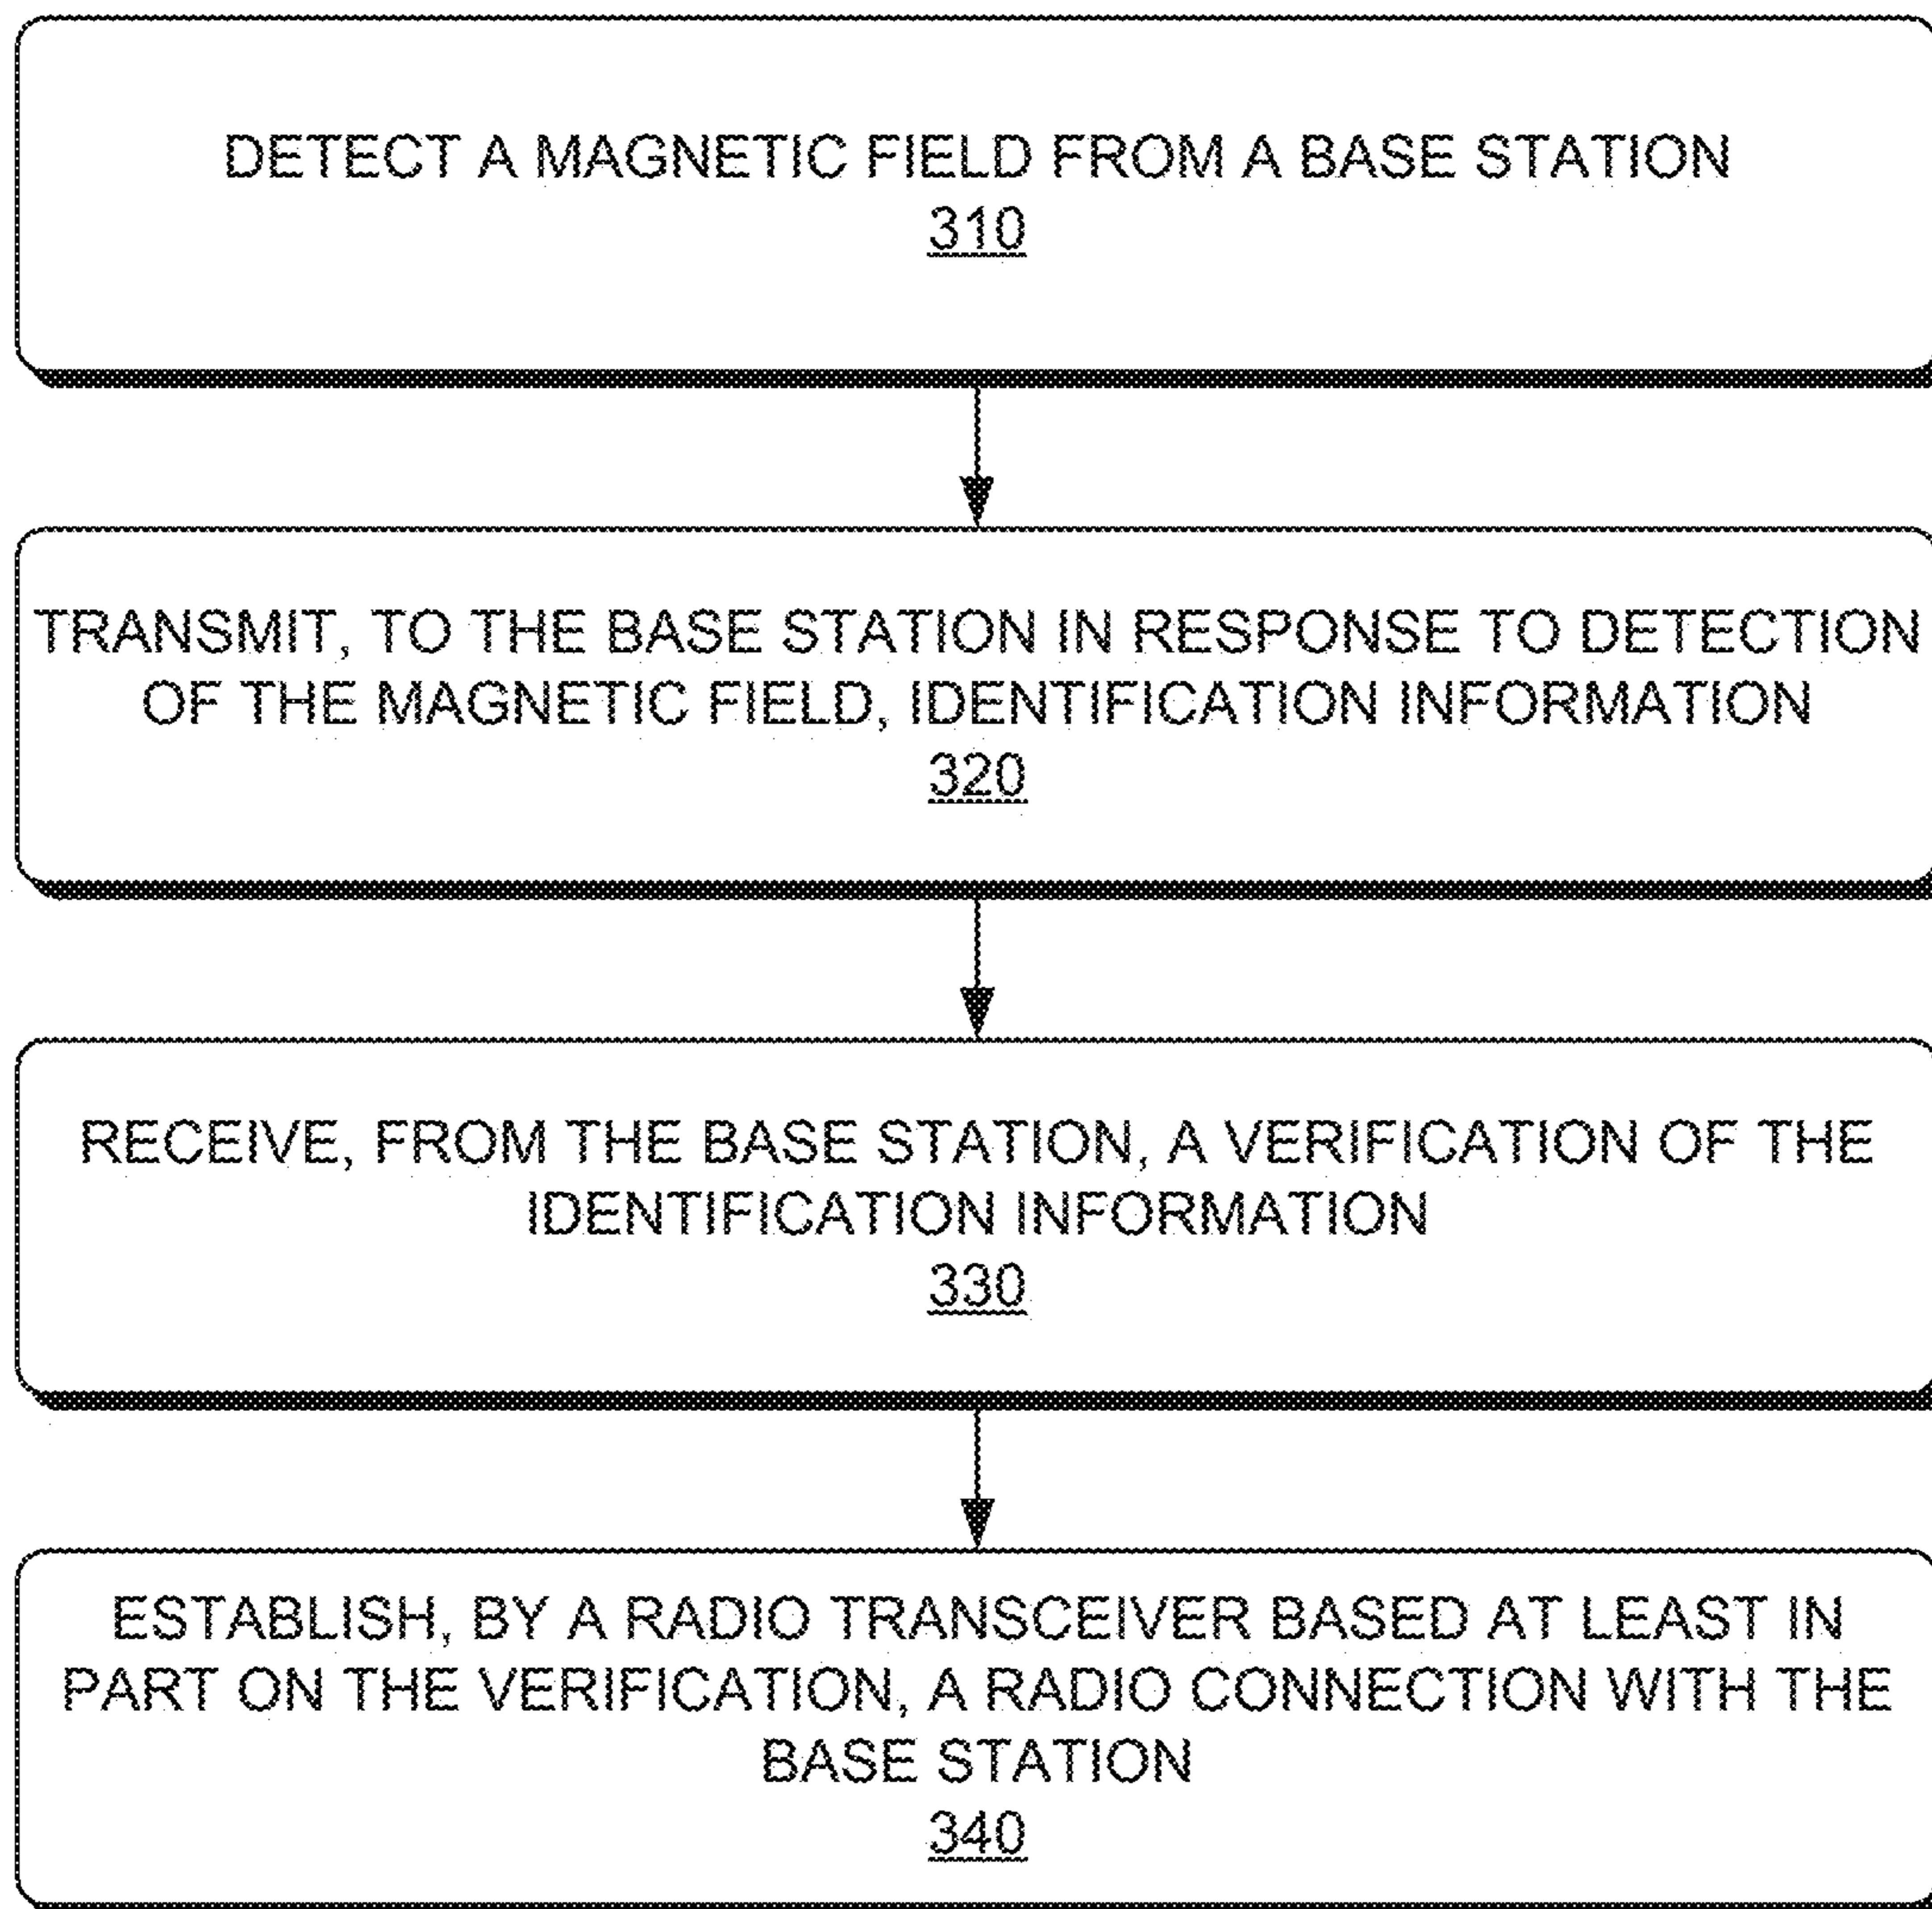 DETECT A MAGNETIC FIELD FROM A BASE STATION
310
TRANSMIT, TO THE BASE STATION IN RESPONSE TO DETECTION
OF THE MAGNETIC FIELD, IDENTIFICATION INFORMATION
320
RECEIVE, FROM THE BASE STATION, A VERIFICATION OF THE
IDENTIFICATION INFORMATION
330
ESTABLISH, BY A RADIO TRANSCEIVER BASED AT LEAST IN
PART ON THE VERIFICATION, A RADIO CONNECTION WITH THE
BASE STATION
340